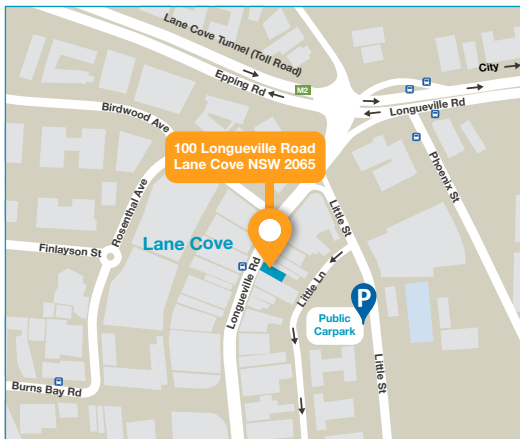 Lane Cove Tunnel (Toll Road)
Epping Rd
M2
City
Longueville Rd
Birdwood Ave
100 Longueville Road
Lane Cove NSW 2065
Phoenix St
Rosenthal Ave
Little St
Finlayson St
Lane Cove
Longueville Rd
Little Ln
P
Public
Carpark
Little St
Burns Bay Rd